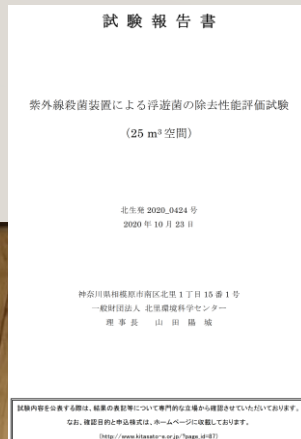 試験報告書
紫外線殺菌装置による浮遊菌の除去性能評価試験
(25 m³空間)
北生発 2020_0424 号
2020 年 10 月 23 日
神奈川県相模原市南区北里 1 丁目 15 番 1 号
一般財団法人 北里環境科学センター
理 事 長 山 田 陽 城
試験内容を公表する際は、結果の表記等について専門的な立場から確認させていただいております。
なお、確認目的と申込様式は、ホームページに収載しております。
(http://www.kitasato-e.or.jp/?page_id=87)